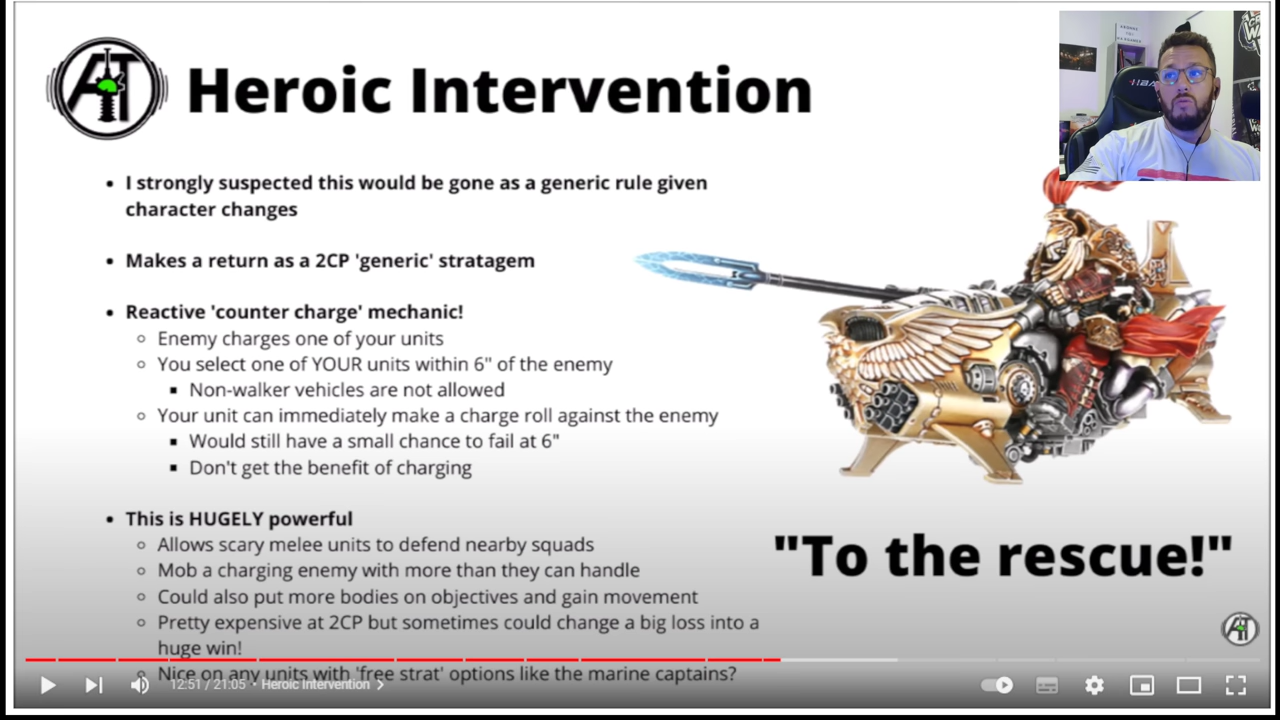 Heroic Intervention
• I strongly suspected this would be gone as a generic rule given
character changes
• Makes a return as a 2CP 'generic' stratagem
• Reactive 'counter charge' mechanic!
Enemy charges one of your units
You select one of YOUR units within 6" of the enemy
Non-walker vehicles are not allowed
Your unit can immediately make a charge roll against the enemy
Would still have a small chance to fail at 6"
Don't get the benefit of charging
• This is HUGELY powerful
Allows scary melee units to defend nearby squads
Mob a charging enemy with more than they can handle
Could also put more bodies on objectives and gain movement
Pretty expensive at 2CP but sometimes could change a big loss into a
huge win!
Nice on any units with 'free strat' options like the marine captains?
"To the rescue!"
12:51 / 21:05 • Heroic Intervention